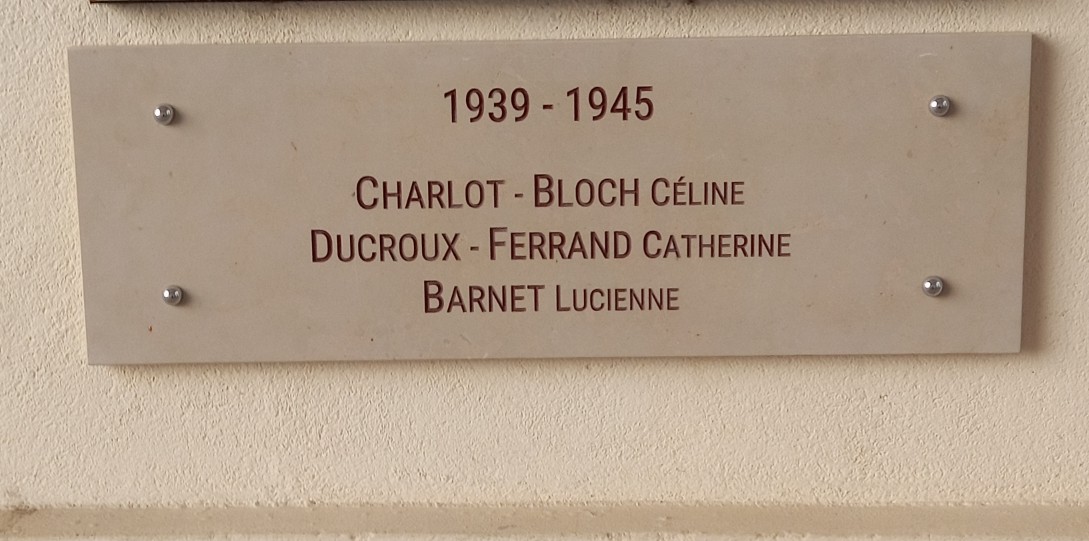 1939 - 1945
CHARLOT - BLOCH CÉLINE
DUCROUX - FERRAND CATHERINE
BARNET LUCIENNE